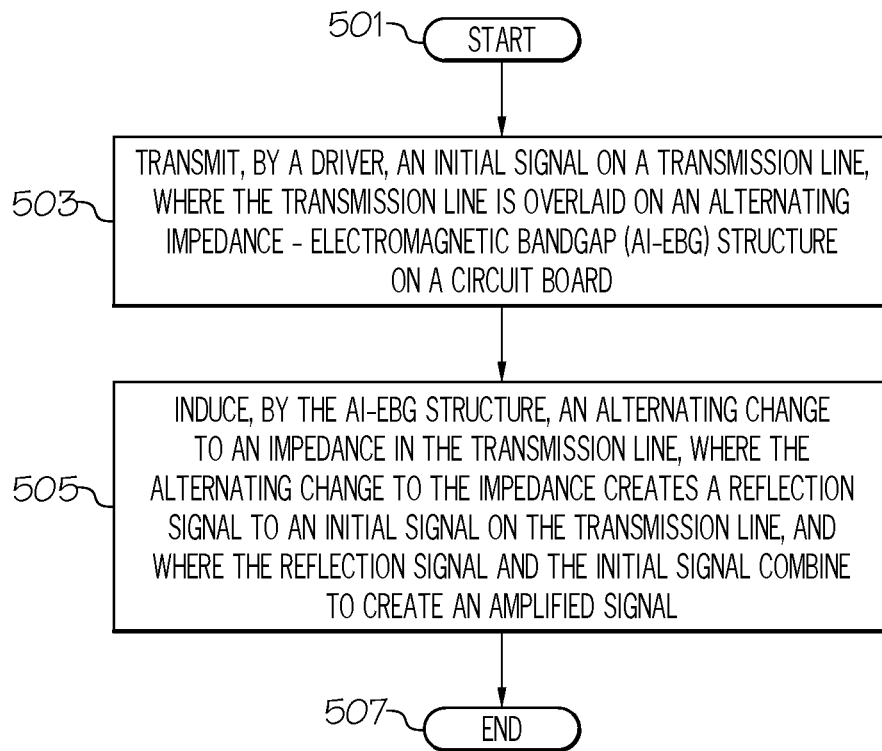 501
START
TRANSMIT, BY A DRIVER, AN INITIAL SIGNAL ON A TRANSMISSION LINE,
WHERE THE TRANSMISSION LINE IS OVERLAID ON AN ALTERNATING
IMPEDANCE - ELECTROMAGNETIC BANDGAP (AI-EBG) STRUCTURE
ON A CIRCUIT BOARD
503
INDUCE, BY THE AI-EBG STRUCTURE, AN ALTERNATING CHANGE
TO AN IMPEDANCE IN THE TRANSMISSION LINE, WHERE THE
ALTERNATING CHANGE TO THE IMPEDANCE CREATES A REFLECTION
SIGNAL TO AN INITIAL SIGNAL ON THE TRANSMISSION LINE, AND
WHERE THE REFLECTION SIGNAL AND THE INITIAL SIGNAL COMBINE
TO CREATE AN AMPLIFIED SIGNAL
505
507
END